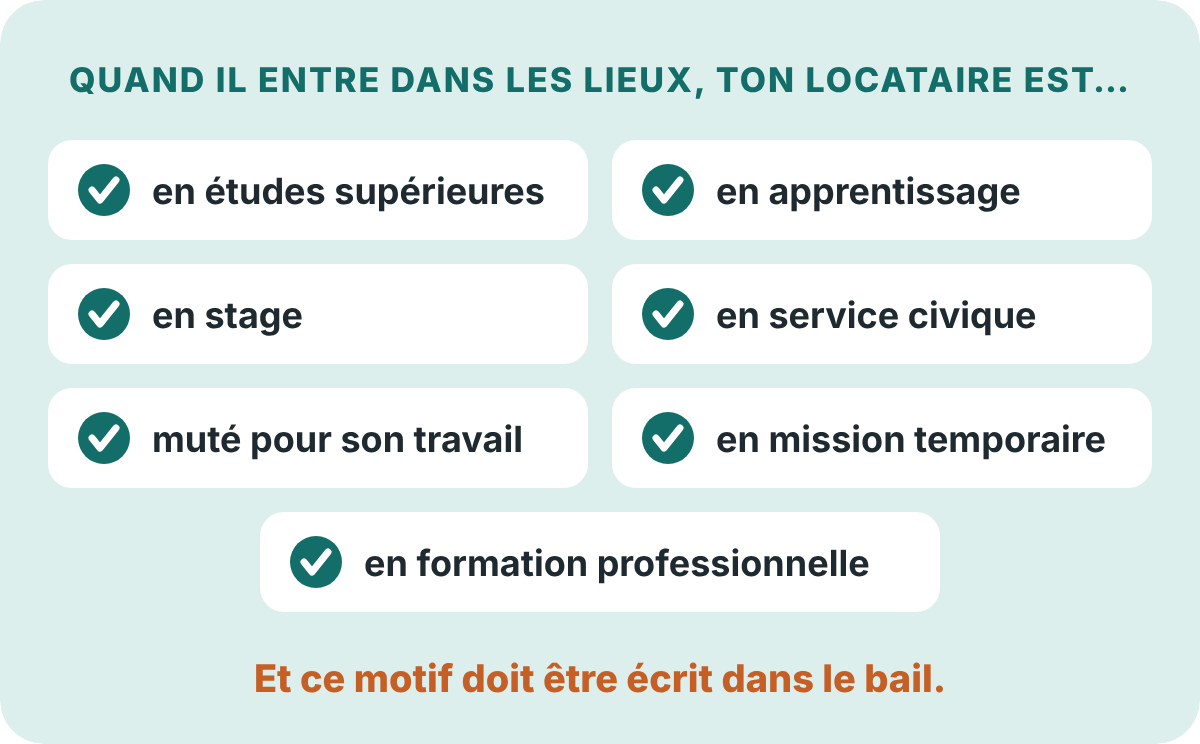 QUAND IL ENTRE DANS LES LIEUX, TON LOCATAIRE EST...
en études supérieures
en apprentissage
en stage
en service civique
muté pour son travail
en mission temporaire
en formation professionnelle
Et ce motif doit être écrit dans le bail.